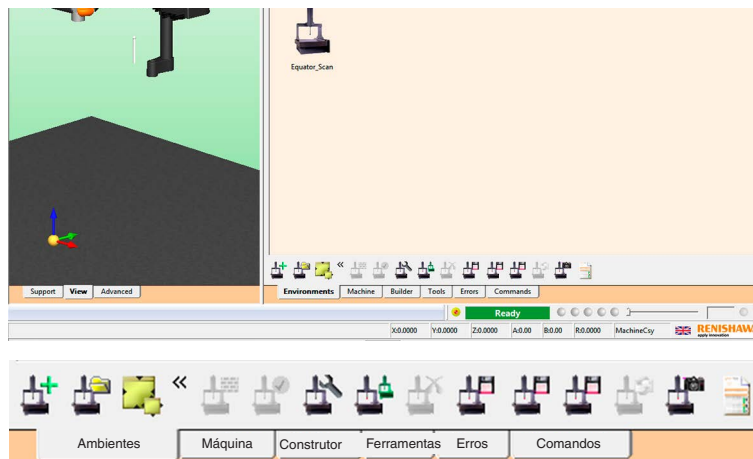 Equator_Scan
Support View Advanced
Environments Machine Builder Tools Errors Commands
Ready
X:0.0000 Y:0.0000 Z:0.0000 A:0.00 B:0.00 R:0.0000 MachineCsy RENISHAW
apply innovation
Ambientes Máquina Construtor Ferramentas Erros Comandos